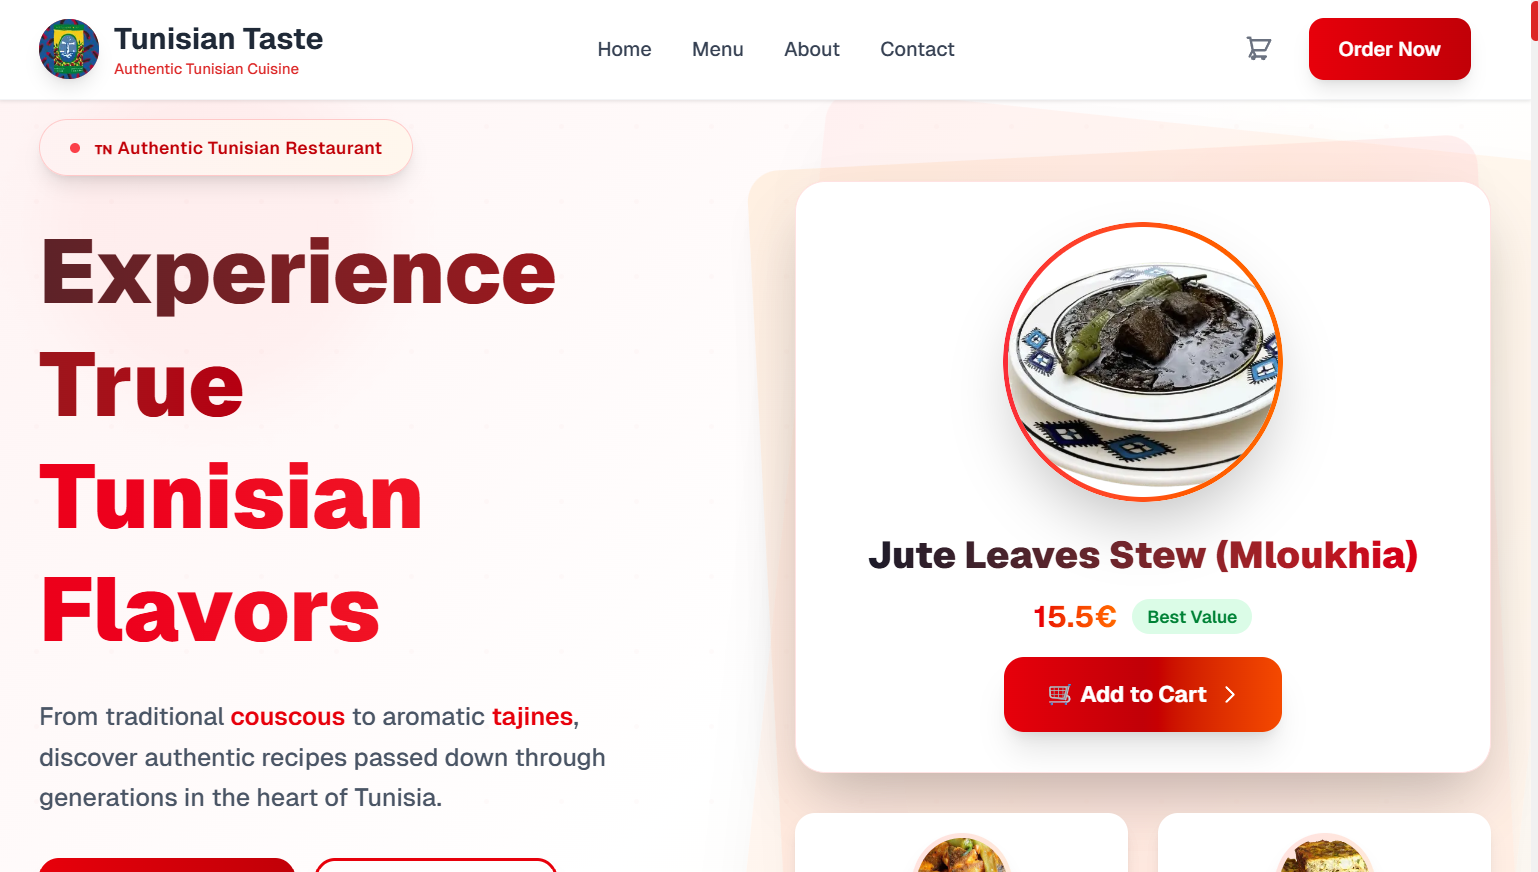 Tunisian Taste
Authentic Tunisian Cuisine
Home
Menu
About
Contact
Order Now
TN Authentic Tunisian Restaurant
Experience
True
Tunisian
Flavors
From traditional couscous to aromatic tajines,
discover authentic recipes passed down through
generations in the heart of Tunisia.
Jute Leaves Stew (Mloukhia)
15.5€
Best Value
🛒 Add to Cart